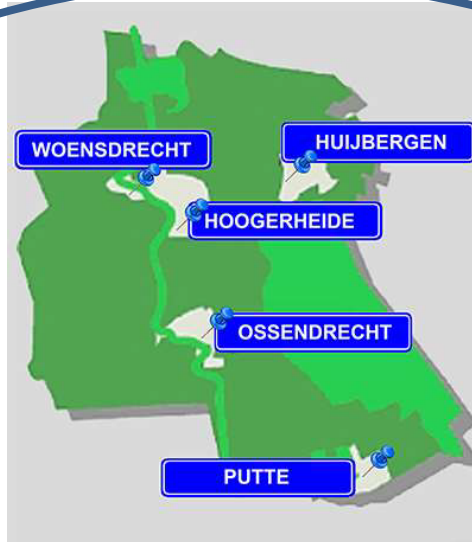 HUIJBERGEN
WOENSDRECHT
HOOGERHEIDE
OSSENDRECHT
PUTTE